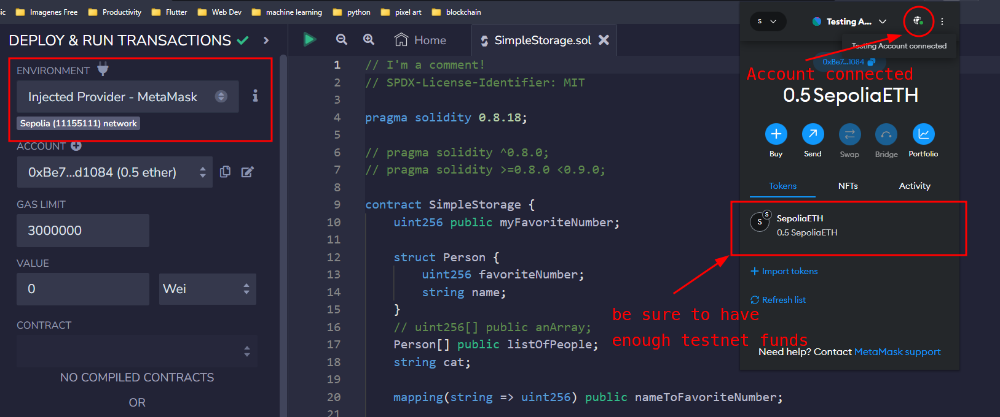 ic
Imagenes Free
Productivity
Flutter
Web Dev
machine learning
python
pixel art
blockchain
DEPLOY & RUN TRANSACTIONS
ENVIRONMENT
Injected Provider - MetaMask
i
Sepolia (11155111) network
ACCOUNT
0xBe7...d1084 (0.5 ether)
GAS LIMIT
3000000
VALUE
0
Wei
CONTRACT
NO COMPILED CONTRACTS
OR
Home
SimpleStorage.sol
1 // I'm a comment!
2 // SPDX-License-Identifier: MIT
3
4 pragma solidity 0.8.18;
5
6 // pragma solidity ^0.8.0;
7 // pragma solidity >=0.8.0 <0.9.0;
8
9 contract SimpleStorage {
10 uint256 public myFavoriteNumber;
11
12 struct Person {
13 uint256 favoriteNumber;
14 string name;
15 }
16 // uint256[] public anArray;
17 Person[] public listOfPeople;
18 string cat;
19
20 mapping(string => uint256) public nameToFavoriteNumber;
21
S
Testing A...
Testing Account connected
0xBe7...1084
Account connected
0.5 SepoliaETH
Buy
Send
Swap
Bridge
Portfolio
Tokens
NFTs
Activity
S
S
SepoliaETH
0.5 SepoliaETH
+ Import tokens
Refresh list
be sure to have
enough testnet funds
Need help? Contact MetaMask support